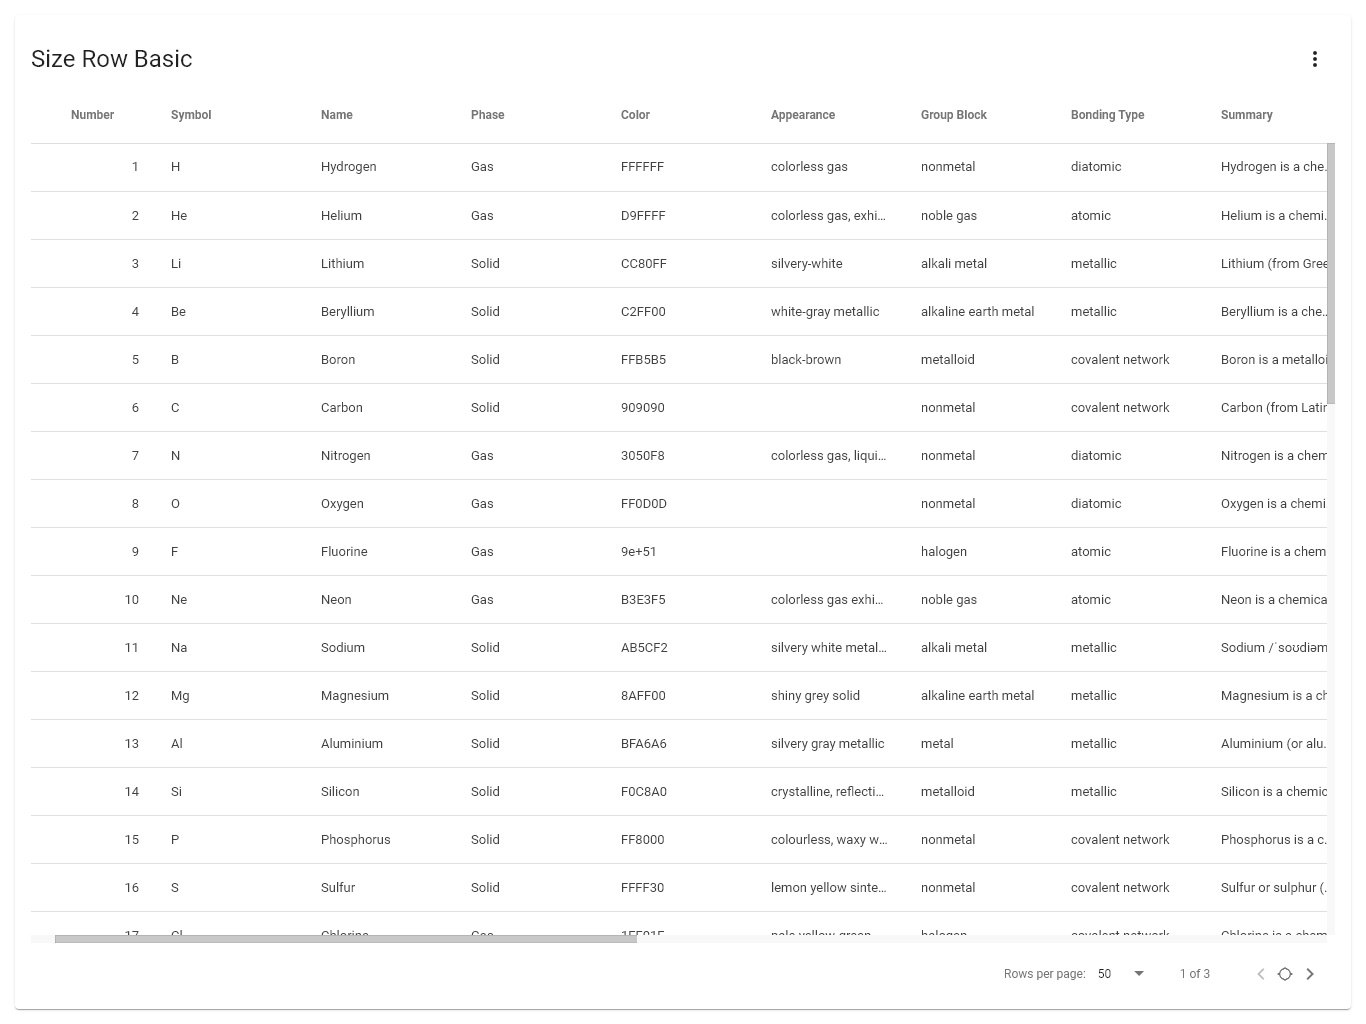 Size Row Basic
Number Symbol Name Phase Color Appearance Group Block Bonding Type Summary
1 H Hydrogen Gas FFFFFF colorless gas nonmetal diatomic Hydrogen is a che...
2 He Helium Gas D9FFFF colorless gas, exhi... noble gas atomic Helium is a chemi...
3 Li Lithium Solid CC80FF silvery-white alkali metal metallic Lithium (from Gree
4 Be Beryllium Solid C2FF00 white-gray metallic alkaline earth metal metallic Beryllium is a che...
5 B Boron Solid FFB5B5 black-brown metalloid covalent network Boron is a metalloi
6 C Carbon Solid 909090 nonmetal covalent network Carbon (from Latin
7 N Nitrogen Gas 3050F8 colorless gas, liqui... nonmetal diatomic Nitrogen is a chem
8 O Oxygen Gas FF0D0D nonmetal diatomic Oxygen is a chemi
9 F Fluorine Gas 9e+51 halogen atomic Fluorine is a chem
10 Ne Neon Gas B3E3F5 colorless gas exhi... noble gas atomic Neon is a chemica
11 Na Sodium Solid AB5CF2 silvery white metal... alkali metal metallic Sodium /ˈsoʊdiəm
12 Mg Magnesium Solid 8AFF00 shiny grey solid alkaline earth metal metallic Magnesium is a ch
13 Al Aluminium Solid BFA6A6 silvery gray metallic metal metallic Aluminium (or alu...
14 Si Silicon Solid F0C8A0 crystalline, reflecti... metalloid metallic Silicon is a chemic
15 P Phosphorus Solid FF8000 colourless, waxy w... nonmetal covalent network Phosphorus is a c...
16 S Sulfur Solid FFFF30 lemon yellow sinte... nonmetal covalent network Sulfur or sulphur (...
17 Cl Chlorine Gas 1FF01F pale yellow-green halogen covalent network Chlorine is a chem
Rows per page: 50 1 of 3